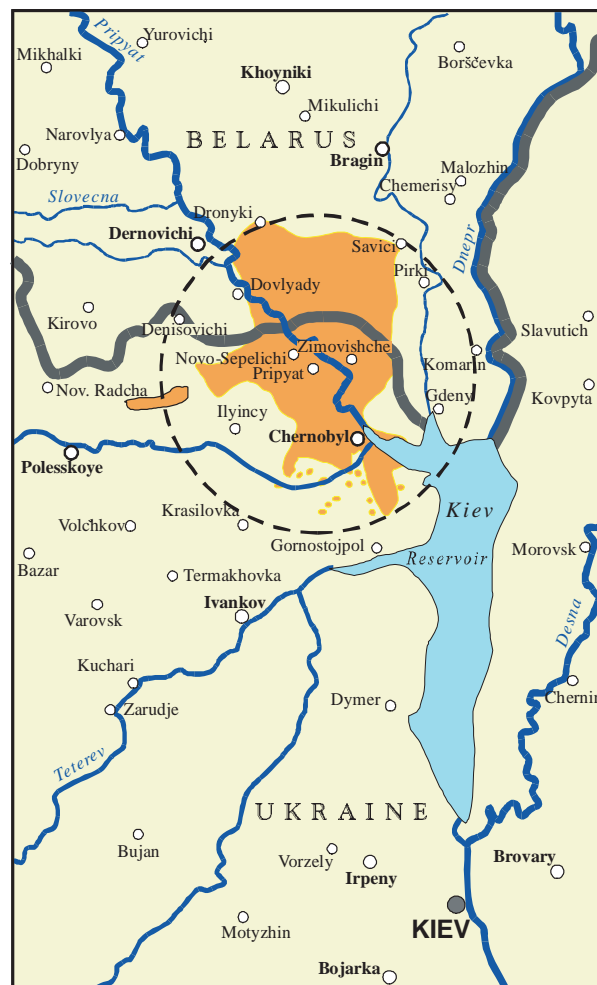 Pripyat
Yurovichi
Mikhalki
Khoyniki
Borščevka
Mikulichi
Narovlya
BELARUS
Dobryny
Bragin
Malozhin
Chemerisy
Slovecna
Dronyki
Dernovichi
Savici
Dnepr
Pirki
Dovlyady
Kirovo
Denisovichi
Slavutich
Zimovishche
Novo-Sepelichi
Komarin
Pripyat
Nov. Radcha
Kovpyta
Gdeny
Ilyincy
Chernobyl
Polesskoye
Krasilovka
Kiev
Volchkov
Gornostojpol
Reservoir
Morovsk
Bazar
Termakhovka
Ivankov
Varovsk
Desna
Kuchari
Chernin
Dymer
Zarudje
Teterev
UKRAINE
Bujan
Vorzely
Brovary
Irpeny
KIEV
Motyzhin
Bojarka